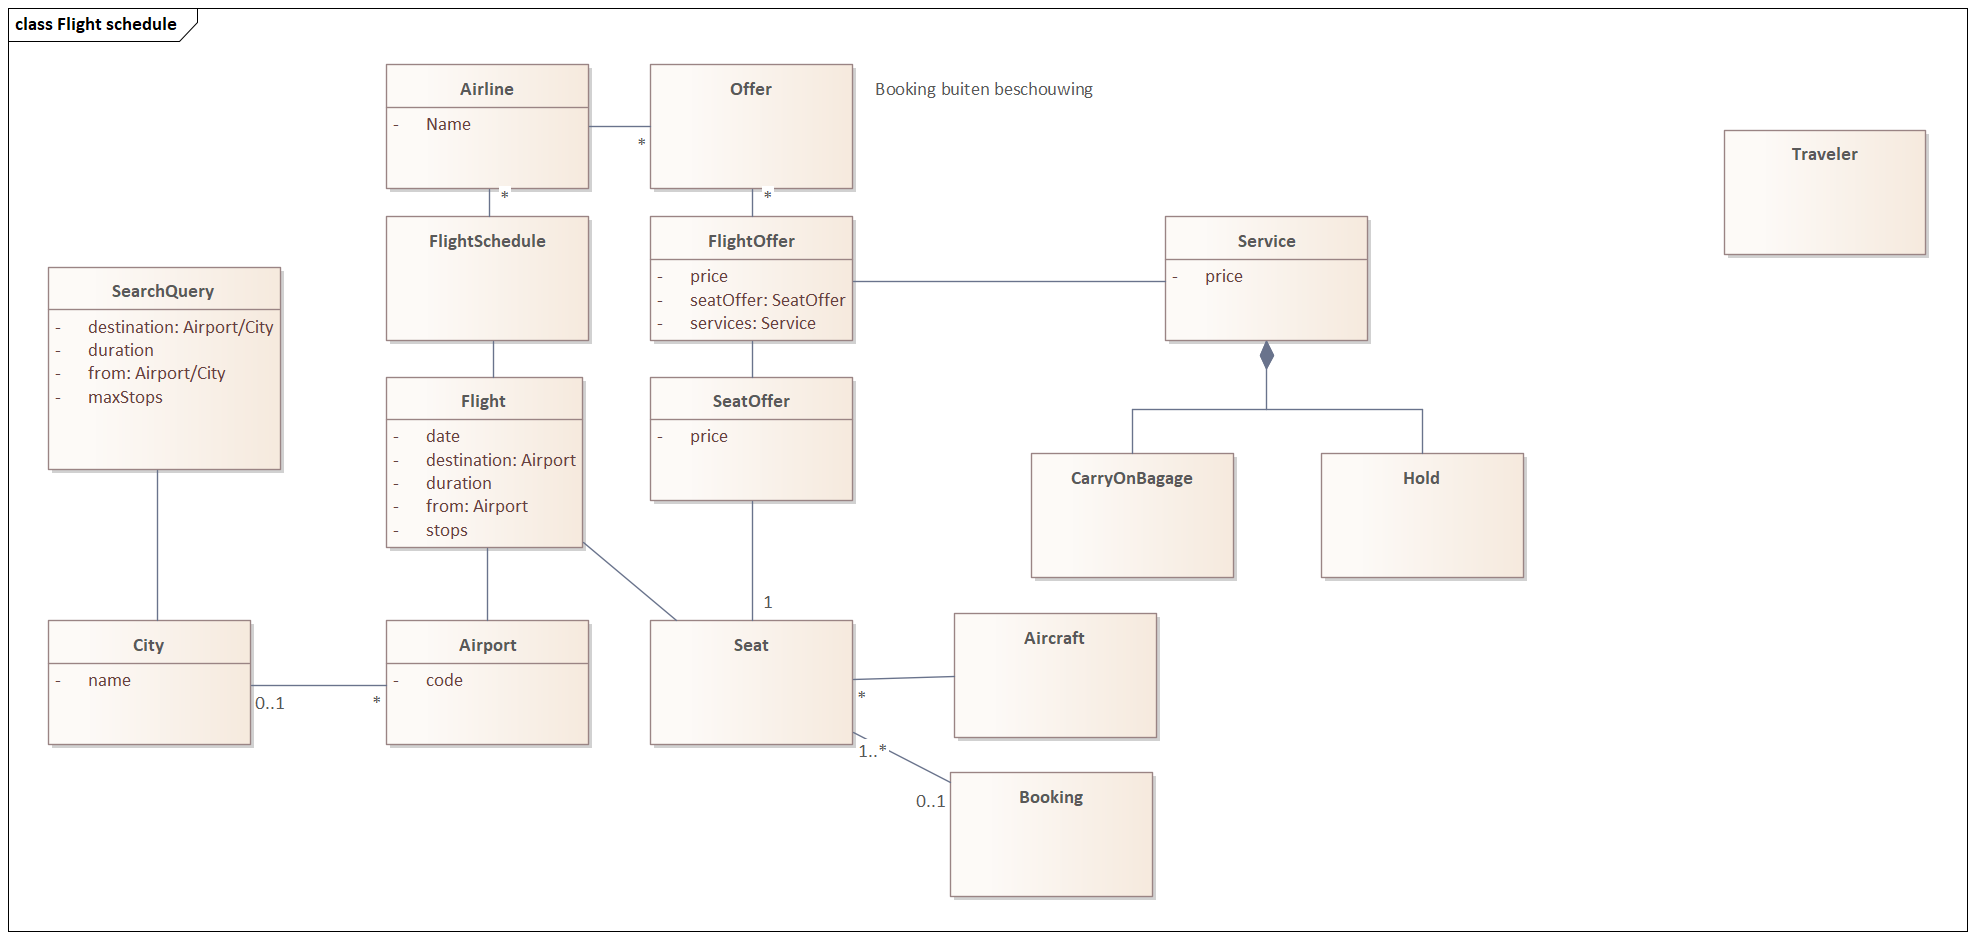 class Flight schedule
Airline
- Name
*
Offer
*
Booking buiten beschouwing
Traveler
*
FlightSchedule
FlightOffer
- price
- seatOffer: SeatOffer
- services: Service
Service
- price
SearchQuery
- destination: Airport/City
- duration
- from: Airport/City
- maxStops
Flight
- date
- destination: Airport
- duration
- from: Airport
- stops
SeatOffer
- price
CarryOnBagage
Hold
1
City
- name
0..1
*
Airport
- code
Seat
*
1..*
Aircraft
0..1
Booking